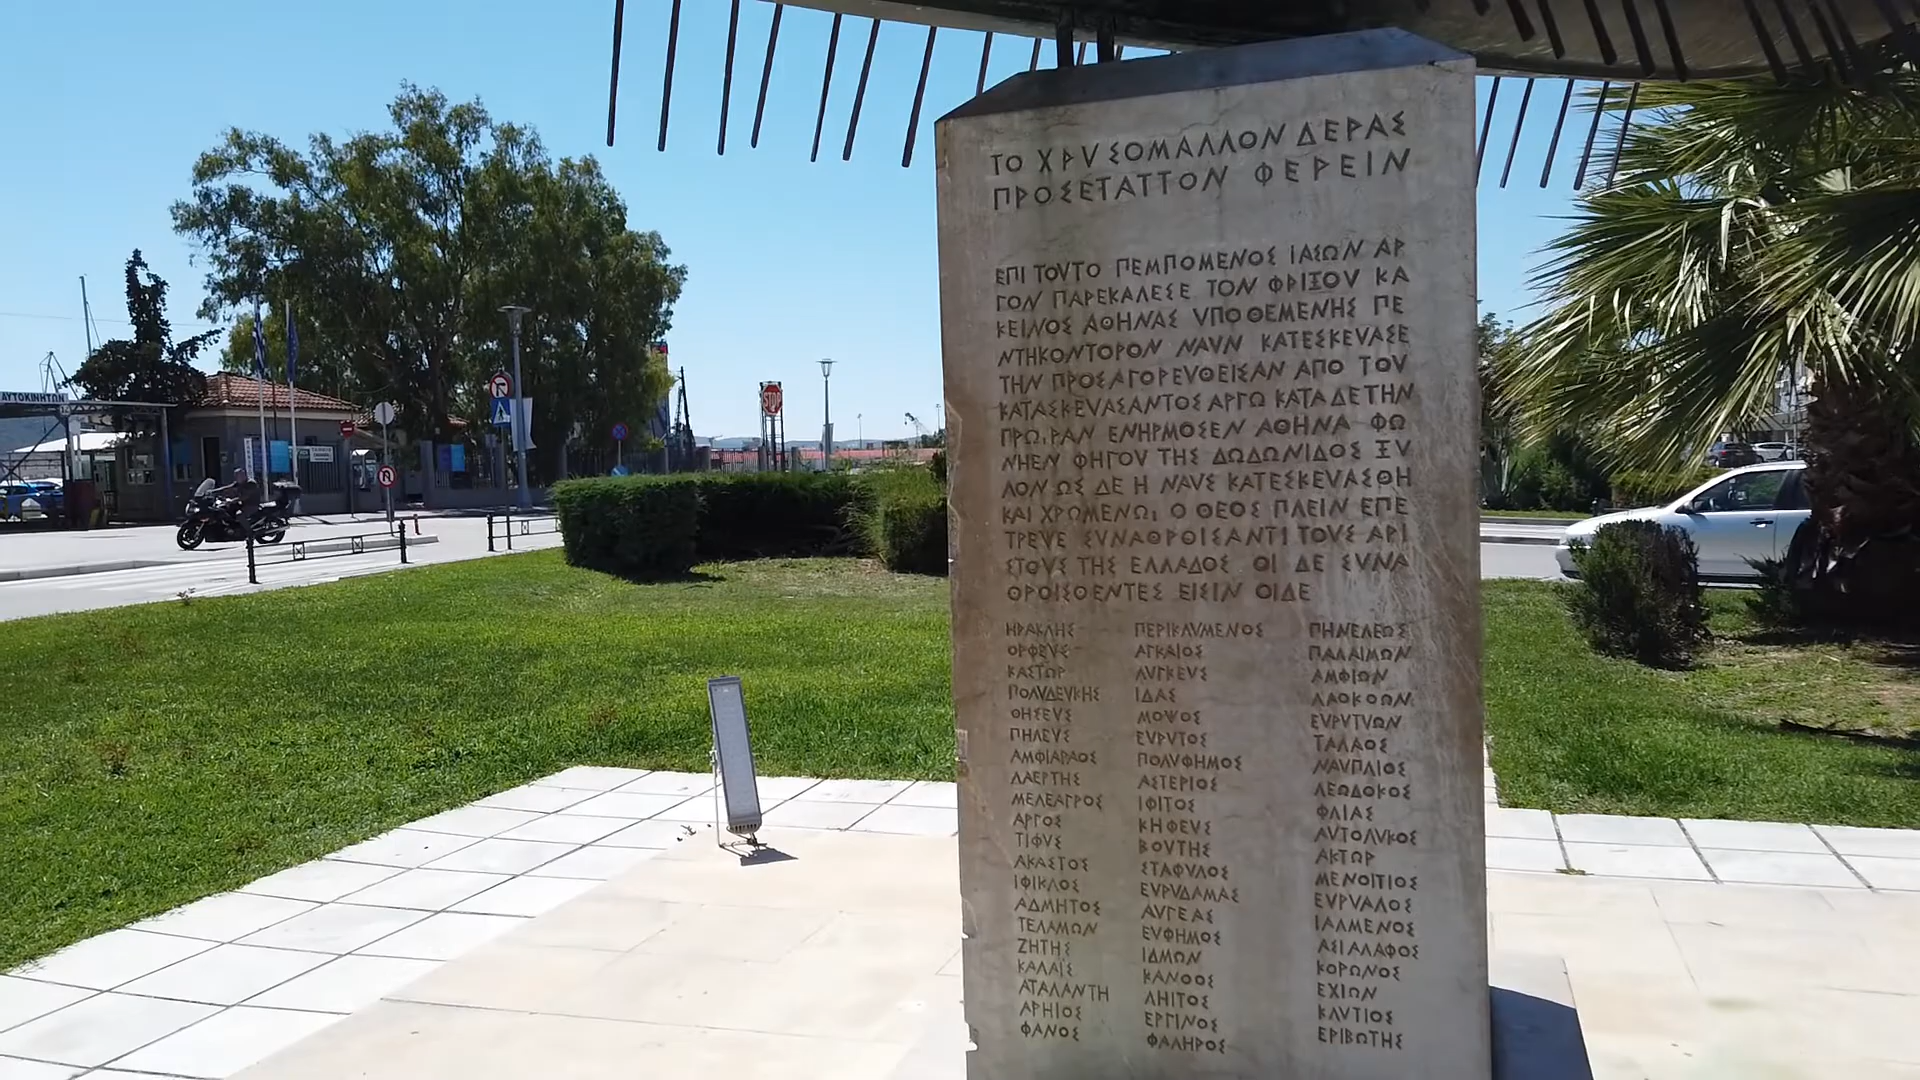 ΤΟ ΧΡΥΣΟΜΑΛΛΟΝ ΔΕΡΑΣ
ΠΡΟΣΕΤΑΤΤΟΝ ΦΕΡΕΙΝ
ΕΠΙ ΤΟΥΤΟ ΠΕΜΠΟΜΕΝΟΣ ΙΑΣΩΝ ΑΡ
ΓΟΝ ΠΑΡΕΚΑΛΕΣΕ ΤΟΝ ΦΡΙΞΟΥ ΚΑ
ΚΕΙΝΟΣ ΑΘΗΝΑΣ ΥΠΟΘΕΜΕΝΗΣ ΠΕ
ΝΤΗΚΟΝΤΟΡΟΝ ΝΑΥΝ ΚΑΤΕΣΚΕΥΑΣΕ
ΤΗΝ ΠΡΟΣΑΓΟΡΕΥΘΕΙΣΑΝ ΑΠΟ ΤΟΥ
ΚΑΤΑΣΚΕΥΑΣΑΝΤΟΣ ΑΡΓΩ ΚΑΤΑ ΔΕ ΤΗΝ
ΠΡΩΙΡΑΝ ΕΝΗΡΜΟΣΕΝ ΑΘΗΝΑ ΦΩ
ΝΗΕΝ ΦΗΓΟΥ ΤΗΣ ΔΩΔΩΝΙΔΟΣ ΞΥ
ΛΟΝ ΩΣ ΔΕ Η ΝΑΥΣ ΚΑΤΕΣΚΕΥΑΣΘΗ
ΚΑΙ ΧΡΩΜΕΝΩΙ Ο ΘΕΟΣ ΠΛΕΙΝ ΕΠΕ
ΤΡΕΨΕ ΣΥΝΑΘΡΟΙΣΑΝΤΙ ΤΟΥΣ ΑΡΙ
ΣΤΟΥΣ ΤΗΣ ΕΛΛΑΔΟΣ ΟΙ ΔΕ ΣΥΝΑ
ΘΡΟΙΣΘΕΝΤΕΣ ΕΙΣΙΝ ΟΙΔΕ
ΗΡΑΚΛΗΣ ΠΕΡΙΚΛΥΜΕΝΟΣ ΠΗΝΕΛΕΩΣ
ΟΡΦΕΥΣ ΑΓΚΑΙΟΣ ΠΑΛΑΙΜΩΝ
ΚΑΣΤΩΡ ΛΥΓΚΕΥΣ ΑΜΦΙΩΝ
ΠΟΛΥΔΕΥΚΗΣ ΙΔΑΣ ΛΑΟΚΟΩΝ
ΘΗΣΕΥΣ ΜΟΨΟΣ ΕΥΡΥΤΥΩΝ
ΠΗΛΕΥΣ ΕΥΡΥΤΟΣ ΤΑΛΑΟΣ
ΑΜΦΙΑΡΑΟΣ ΠΟΛΥΦΗΜΟΣ ΝΑΥΠΛΙΟΣ
ΛΑΕΡΤΗΣ ΑΣΤΕΡΙΟΣ ΛΕΩΔΟΚΟΣ
ΜΕΛΕΑΓΡΟΣ ΙΦΙΤΟΣ ΦΛΙΑΣ
ΑΡΓΟΣ ΚΗΦΕΥΣ ΑΥΤΟΛΥΚΟΣ
ΤΙΦΥΣ ΒΟΥΤΗΣ ΑΚΤΩΡ
ΑΚΑΣΤΟΣ ΣΤΑΦΥΛΟΣ ΜΕΝΟΙΤΙΟΣ
ΙΦΙΚΛΟΣ ΕΥΡΥΔΑΜΑΣ ΕΥΡΥΑΛΟΣ
ΑΔΜΗΤΟΣ ΑΥΓΕΑΣ ΙΑΛΜΕΝΟΣ
ΤΕΛΑΜΩΝ ΕΥΦΗΜΟΣ ΑΣΙΑΛΑΦΟΣ
ΖΗΤΗΣ ΙΔΜΩΝ ΚΟΡΩΝΟΣ
ΚΑΛΑΪΣ ΚΑΝΘΟΣ ΕΧΙΩΝ
ΑΤΑΛΑΝΤΗ ΛΗΙΤΟΣ ΚΛΥΤΙΟΣ
ΑΡΗΙΟΣ ΕΡΓΙΝΟΣ ΕΡΙΒΩΤΗΣ
ΦΑΝΟΣ ΦΑΛΗΡΟΣ
ΑΥΤΟΚΙΝΗΤΩΝ
STOP